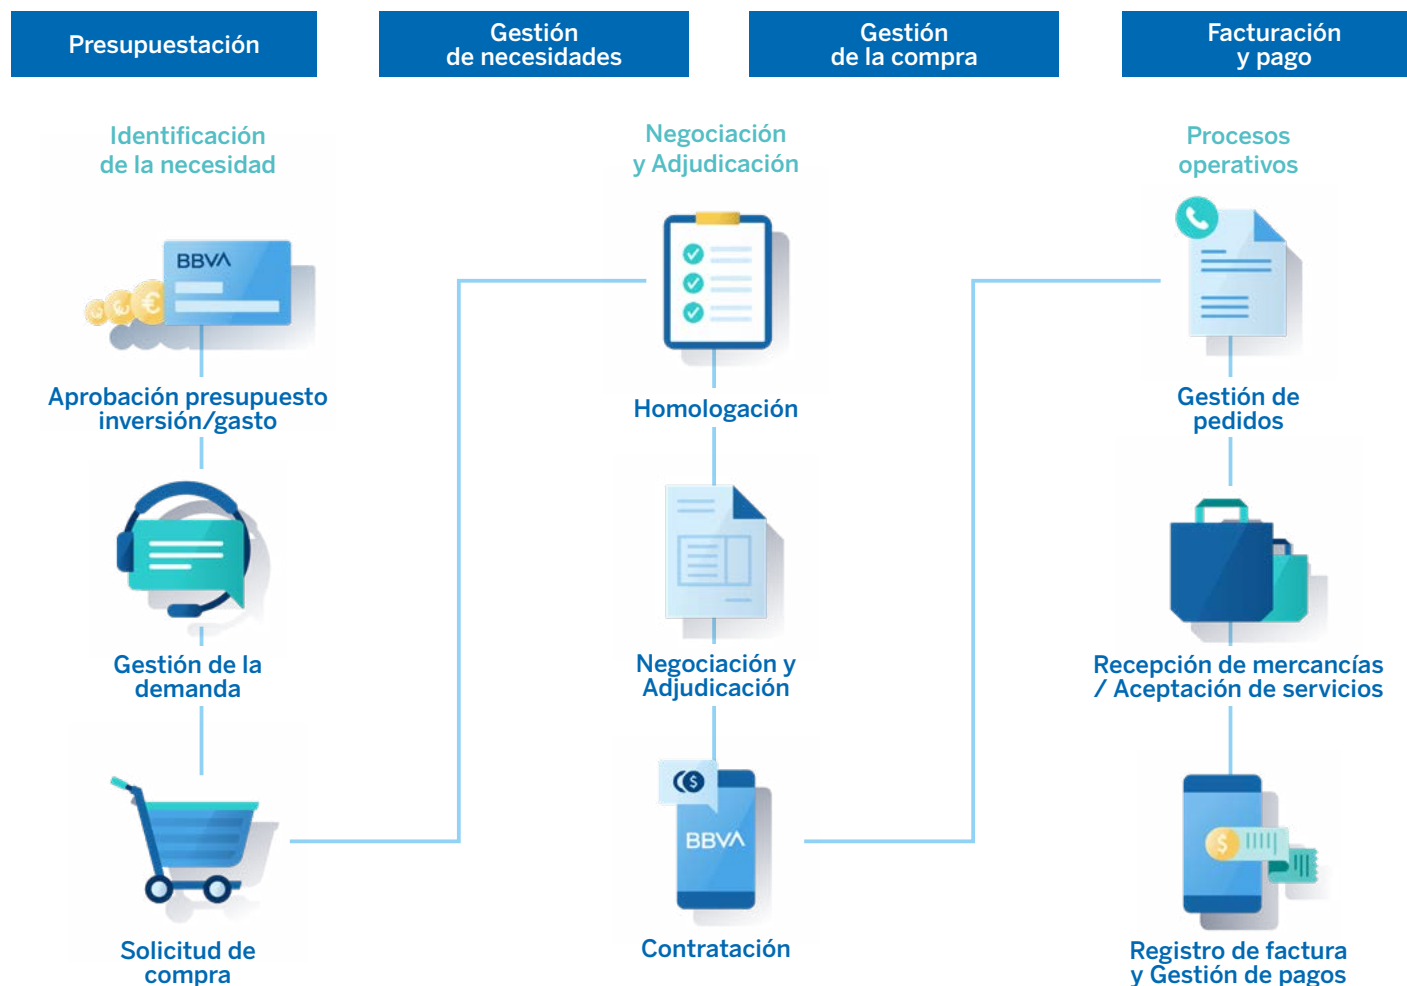 Presupuestación
Gestión
de necesidades
Gestión
de la compra
Facturación
y pago
Identificación
de la necesidad
BBVA
€
€
€
Aprobación presupuesto
inversión/gasto
Gestión de la
demanda
Solicitud de
compra
Negociación
y Adjudicación
Homologación
Negociación y
Adjudicación
$
BBVA
Contratación
Procesos
operativos
Gestión de
pedidos
Recepción de mercancías
/ Aceptación de servicios
$
Registro de factura
y Gestión de pagos